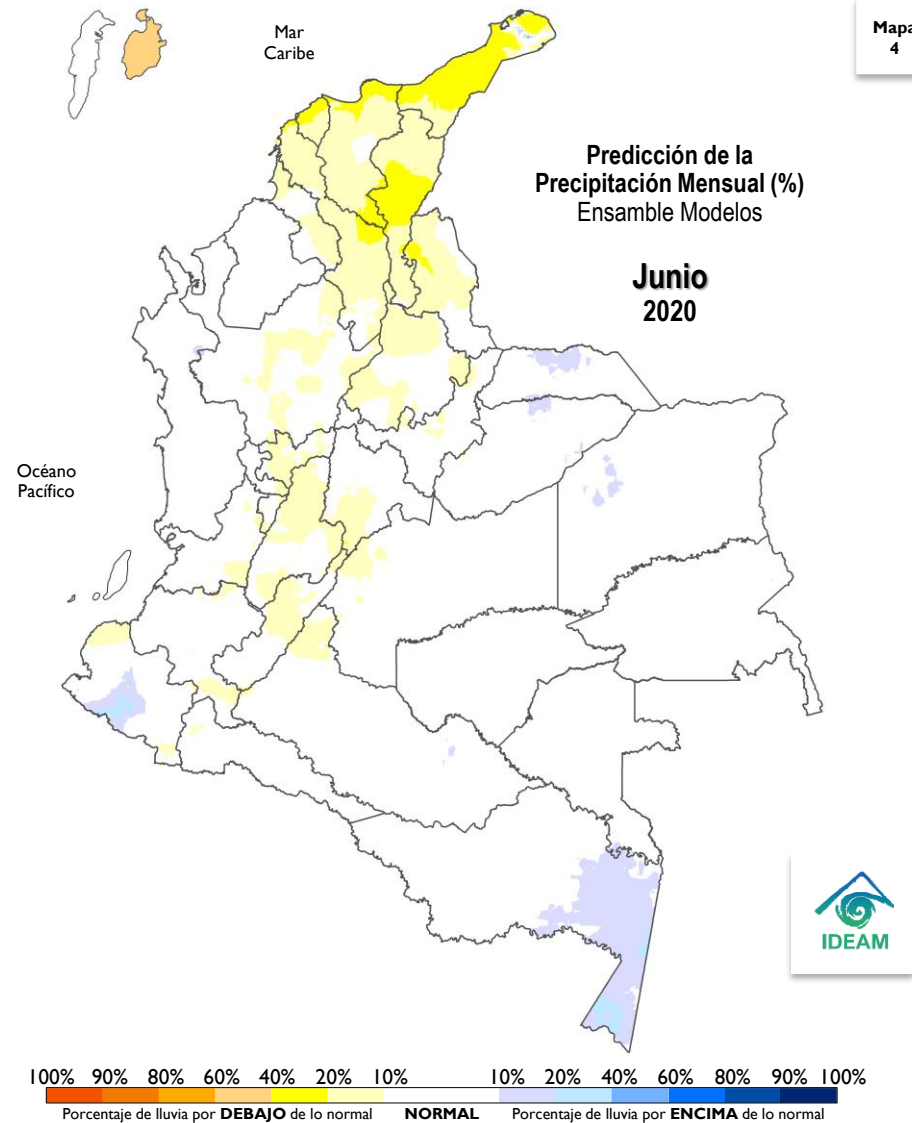 Mar
Caribe
Mapa
4
Predicción de la
Precipitación Mensual (%)
Ensamble Modelos
Junio
2020
Océano
Pacífico
IDEAM
100% 90% 80% 60% 40% 20% 10% 10% 20% 40% 60% 80% 90% 100%
Porcentaje de lluvia por DEBAJO de lo normal NORMAL Porcentaje de lluvia por ENCIMA de lo normal